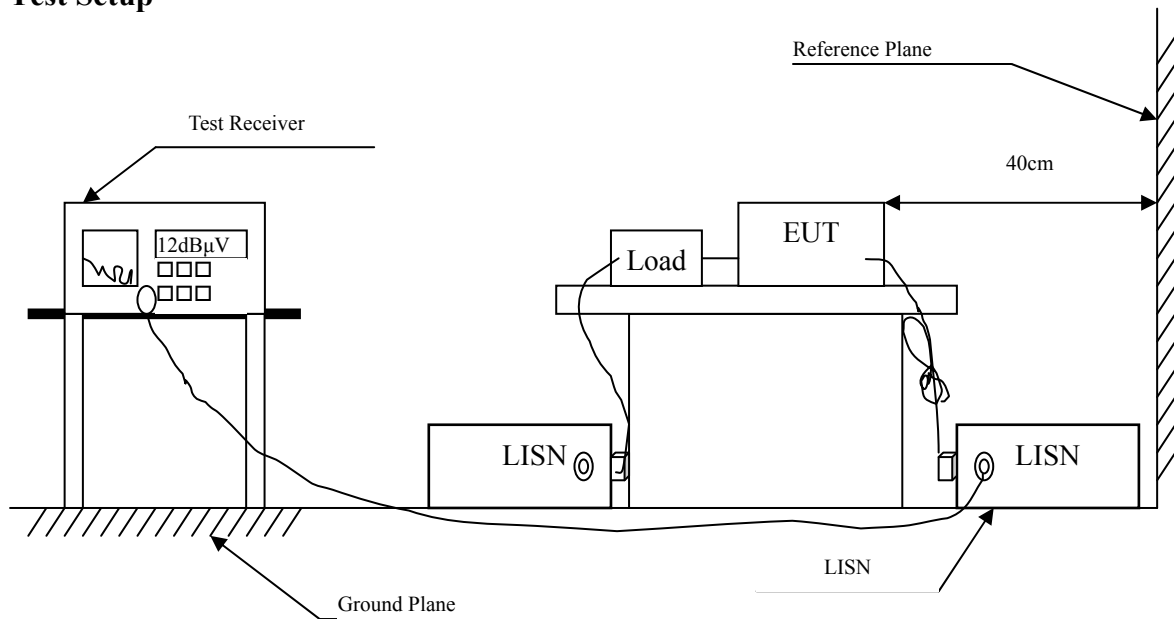 Test Setup
Reference Plane
Test Receiver
40cm
12dBμV
EUT
Load
LISN
LISN
LISN
Ground Plane